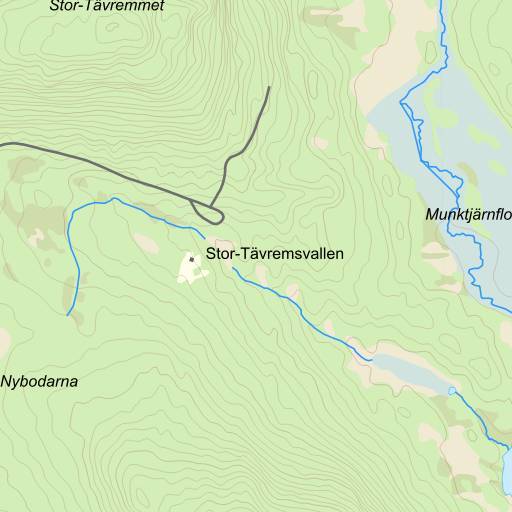 Stor-Tävremmet
Munktjärnflo
Stor-Tävremsvallen
Nybodarna